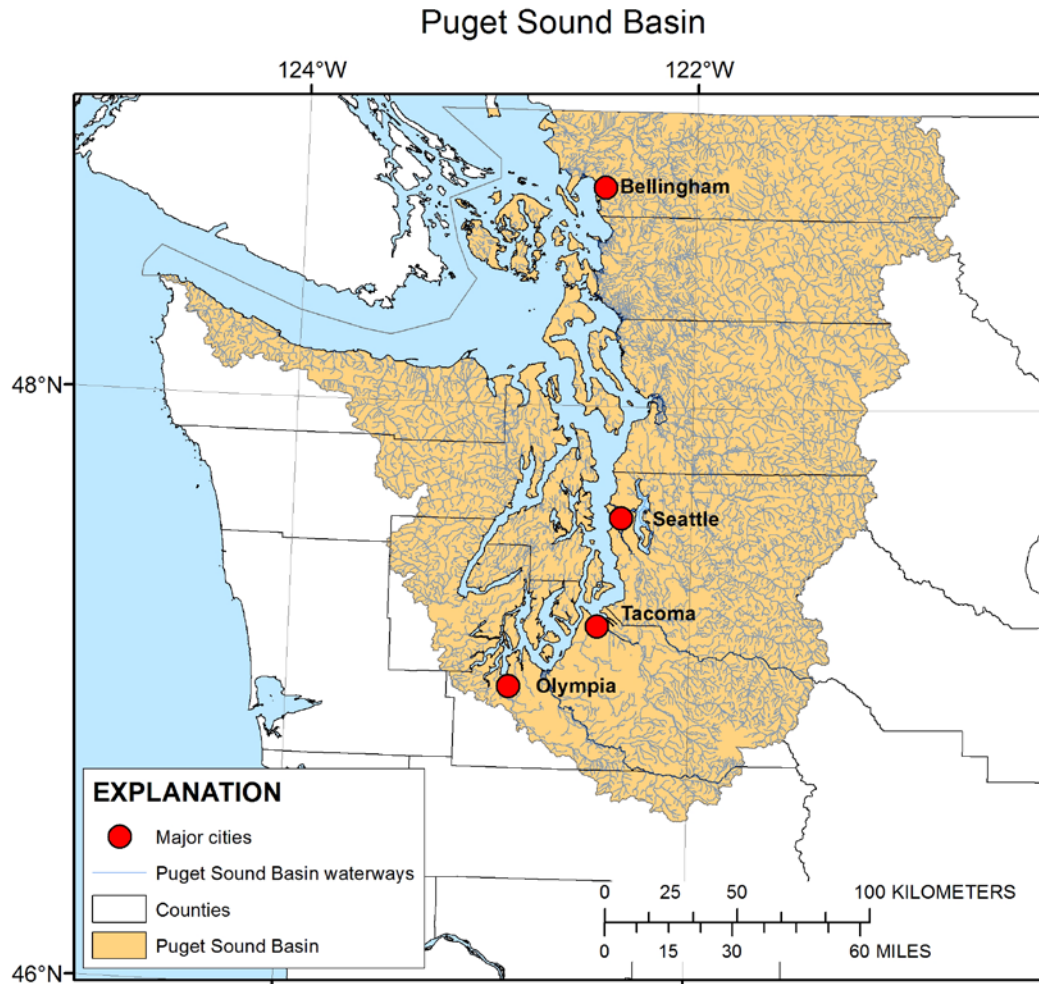 Puget Sound Basin
124°W 122°W
Bellingham
48°N
Seattle
Tacoma
Olympia
EXPLANATION
Major cities
Puget Sound Basin waterways
Counties
Puget Sound Basin
0 25 50 100 KILOMETERS
0 15 30 60 MILES
46°N